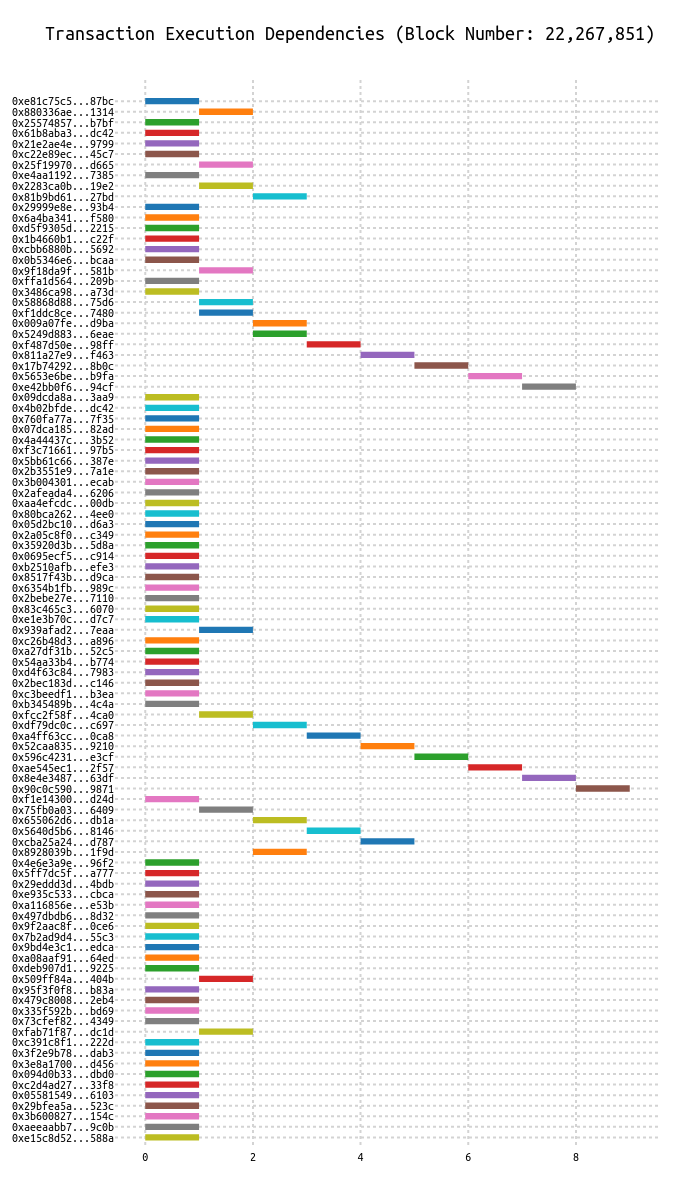 Transaction Execution Dependencies (Block Number: 22,267,851)
0xe81c75c5...87bc
0x880336ae...1314
0x25574857...b7bf
0x61b8aba3...dc42
0x21e2ae4e...9799
0xc22e89ec...45c7
0x25f19970...d665
0xe4aa1192...7385
0x2283ca0b...19e2
0x81b9bd61...27bd
0x29999e8e...93b4
0x6a4ba341...f580
0xd5f9305d...2215
0x1b4660b1...c22f
0xcbb6880b...5692
0x0b5346e6...bcaa
0x9f18da9f...581b
0xffa1d564...209b
0x3486ca98...a73d
0x58868d88...75d6
0xf1ddc8ce...7480
0x009a07fe...d9ba
0x5249d883...6eae
0xf487d50e...98ff
0x811a27e9...f463
0x17b74292...8b0c
0x5653e6be...b9fa
0xe42bb0f6...94cf
0x09dcda8a...3aa9
0x4b02bfde...dc42
0x760fa77a...7f35
0x07dca185...82ad
0x4a44437c...3b52
0xf3c71661...97b5
0x5bb61c66...387e
0x2b3551e9...7a1e
0x3b004301...ecab
0x2afeada4...6206
0xaa4efcdc...00db
0x80bca262...4ee0
0x05d2bc10...d6a3
0x2a05c8f0...c349
0x35920d3b...5d8a
0x0695ecf5...c914
0xb2510afb...efe3
0x8517f43b...d9ca
0x6354b1fb...989c
0x2bebe27e...7110
0x83c465c3...6070
0xe1e3b70c...d7c7
0x939afad2...7eaa
0xc26b48d3...a896
0xa27df31b...52c5
0x54aa33b4...b774
0xd4f63c84...7983
0x2bec183d...c146
0xc3beedf1...b3ea
0xb345489b...4c4a
0xfcc2f58f...4ca0
0xdf79dc0c...c697
0xa4ff63cc...0ca8
0x52caa835...9210
0x596c4231...e3cf
0xae545ec1...2f57
0x8e4e3487...63df
0x90c0c590...9871
0xf1e14300...d24d
0x75fb0a03...6409
0x655062d6...db1a
0x5640d5b6...8146
0xcba25a24...d787
0x8928039b...1f9d
0x4e6e3a9e...96f2
0x5ff7dc5f...a777
0x29eddd3d...4bdb
0xe935c533...cbca
0xa116856e...e53b
0x497dbdb6...8d32
0x9f2aac8f...0ce6
0x7b2ad9d4...55c3
0x9bd4e3c1...edca
0xa08aaf91...64ed
0xdeb907d1...9225
0x509ff84a...404b
0x95f3f0f8...b83a
0x479c8008...2eb4
0x335f592b...bd69
0x73cfef82...4349
0xfab71f87...dc1d
0xc391c8f1...222d
0x3f2e9b78...dab3
0x3e8a1700...d456
0x094d0b33...dbd0
0xc2d4ad27...33f8
0x05581549...6103
0x29bfea5a...523c
0x3b600827...154c
0xaeeaabb7...9c0b
0xe15c8d52...588a
0 2 4 6 8